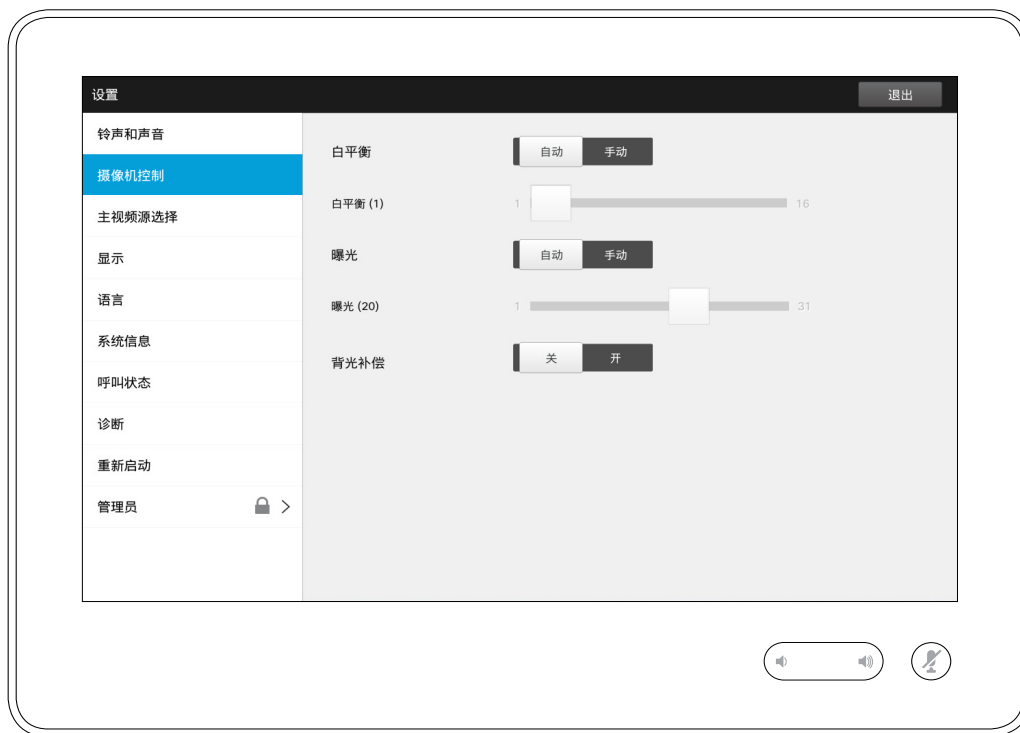 设置
退出
铃声和声音
摄像机控制
主视频源选择
显示
语言
系统信息
呼叫状态
诊断
重新启动
管理员
白平衡
自动 手动
白平衡 (1)
1 16
曝光
自动 手动
曝光 (20)
1 31
背光补偿
关 开